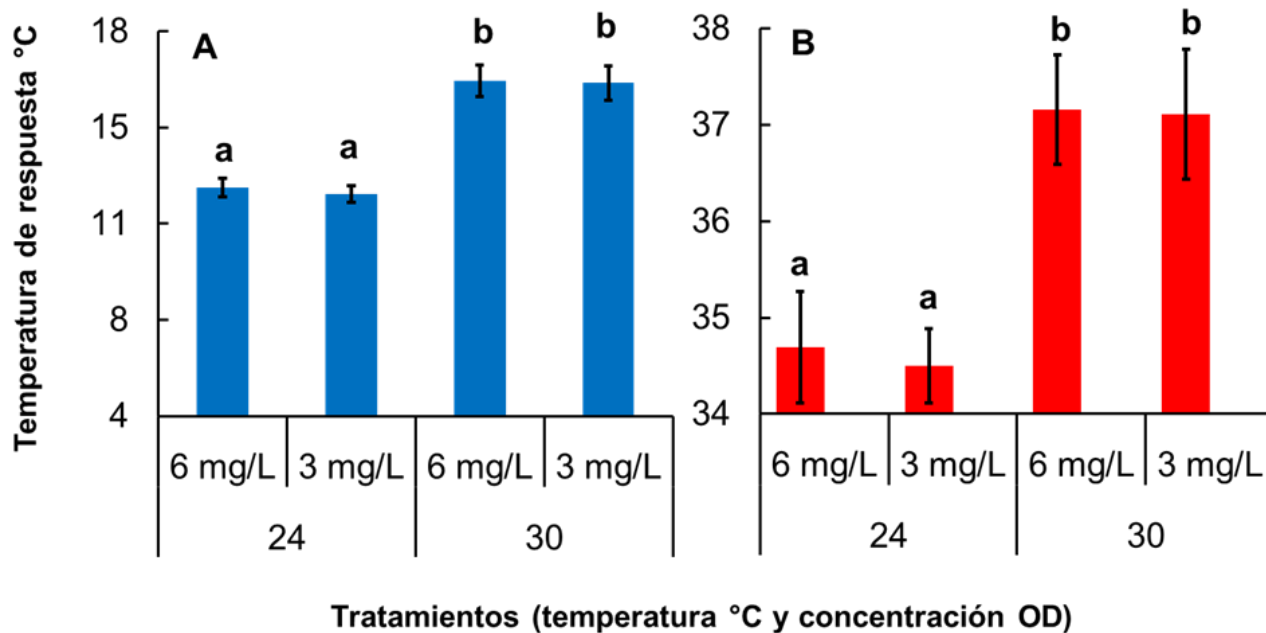 Temperatura de respuesta °C
A
18
15
11
8
4
a
a
b
b
6 mg/L
3 mg/L
6 mg/L
3 mg/L
24
30
B
38
37
36
35
34
a
a
b
b
6 mg/L
3 mg/L
6 mg/L
3 mg/L
24
30
Tratamientos (temperatura °C y concentración OD)